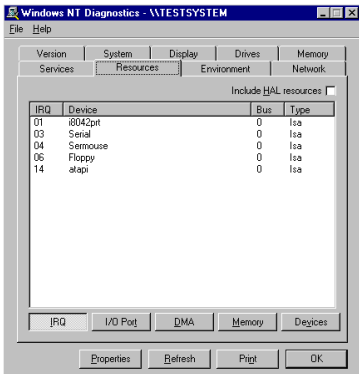 Windows NT Diagnostics - \\TESTSYSTEM
File Help
Version System Display Drives Memory
Services Resources Environment Network
Include HAL resources
IRQ Device Bus Type
01 i8042prt 0 Isa
03 Serial 0 Isa
04 Sermouse 0 Isa
06 Floppy 0 Isa
14 atapi 0 Isa
IRQ I/O Port DMA Memory Devices
Properties Refresh Print OK